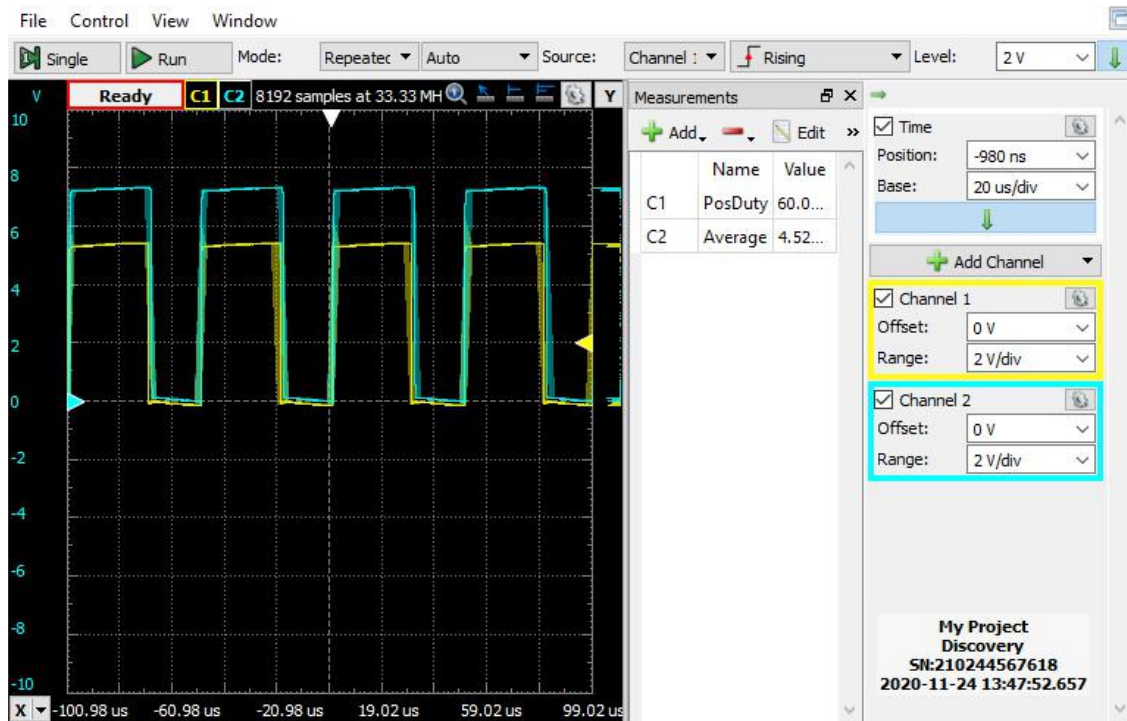 File Control View Window
Single Run Mode: Repeatec Auto Source: Channel : Rising Level: 2 V
V Ready C1 C2 8192 samples at 33.33 MH Y
10
8
6
4
2
0
-2
-4
-6
-8
-10
X -100.98 us -60.98 us -20.98 us 19.02 us 59.02 us 99.02 us
Measurements
Add Edit »
Name Value
C1 PosDuty 60.0...
C2 Average 4.52...
Time
Position: -980 ns
Base: 20 us/div
Add Channel
Channel 1
Offset: 0 V
Range: 2 V/div
Channel 2
Offset: 0 V
Range: 2 V/div
My Project
Discovery
SN:210244567618
2020-11-24 13:47:52.657